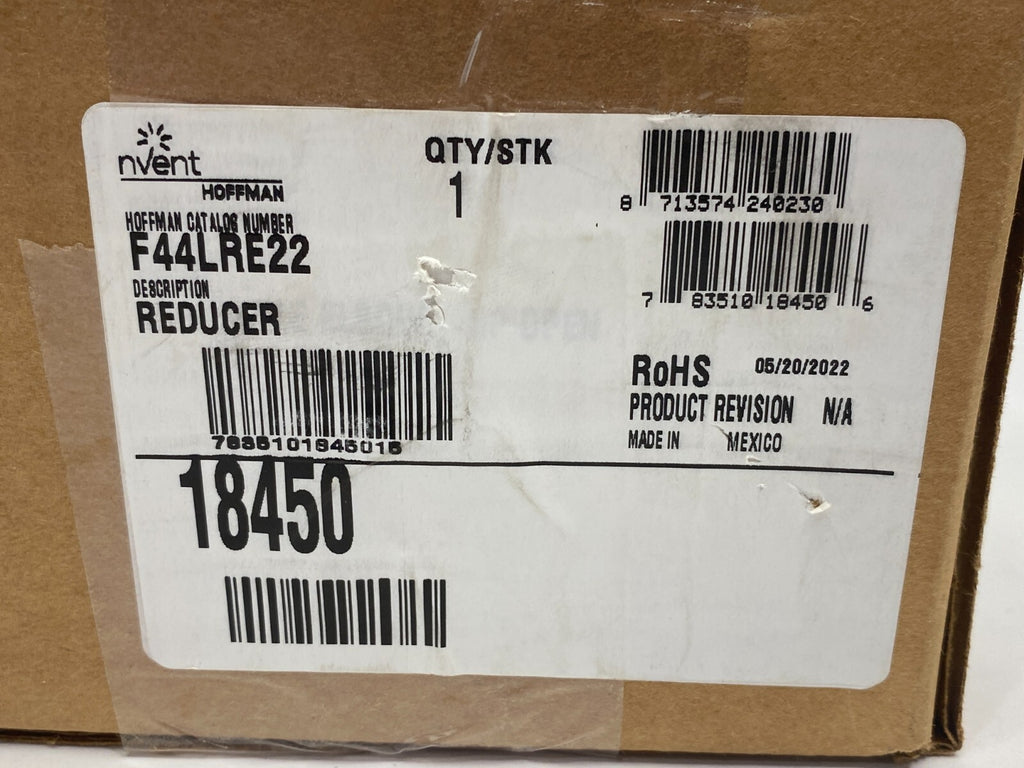 nVent
HOFFMAN
HOFFMAN CATALOG NUMBER
F44LRE22
DESCRIPTION
REDUCER
7835101845016
18450
QTY/STK
1
8 713574 240230
7 83510 18450 6
RoHS 05/20/2022
PRODUCT REVISION N/A
MADE IN MEXICO